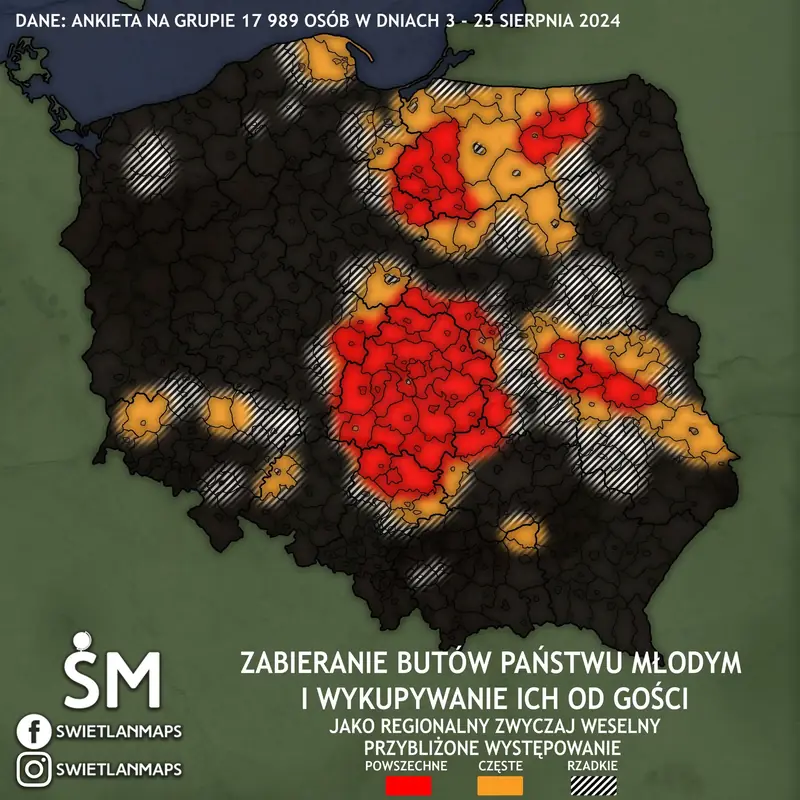 DANE: ANKIETA NA GRUPIE 17 989 OSÓB W DNIACH 3 - 25 SIERPNIA 2024
ŚM
SWIETLANMAPS
SWIETLANMAPS
ZABIERANIE BUTÓW PAŃSTWU MŁODYM
I WYKUPYWANIE ICH OD GOŚCI
JAKO REGIONALNY ZWYCZAJ WESELNY
PRZYBLIŻONE WYSTĘPOWANIE
POWSZECHNE CZĘSTE RZADKIE